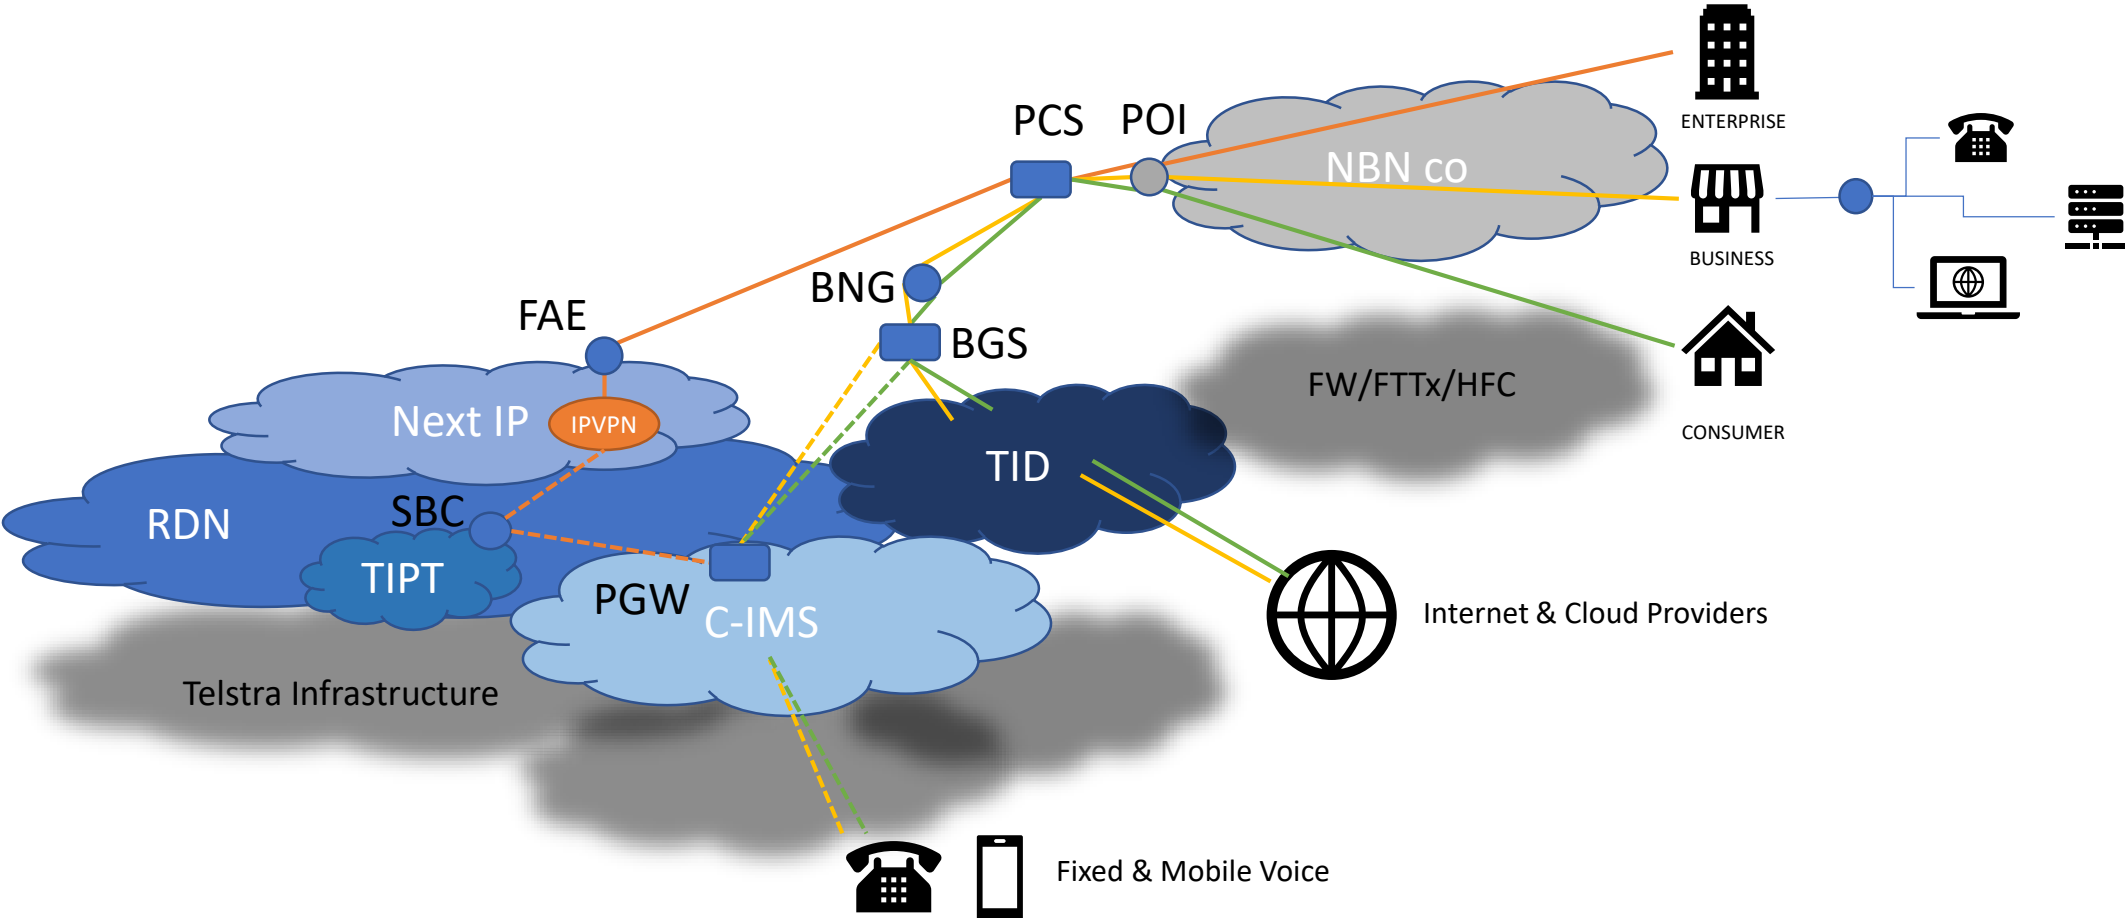 ENTERPRISE
PCS
POI
NBN co
BUSINESS
BNG
FAE
BGS
FW/FTTx/HFC
CONSUMER
Next IP
IPVPN
TID
RDN
SBC
TIPT
PGW
C-IMS
Internet & Cloud Providers
Telstra Infrastructure
Fixed & Mobile Voice